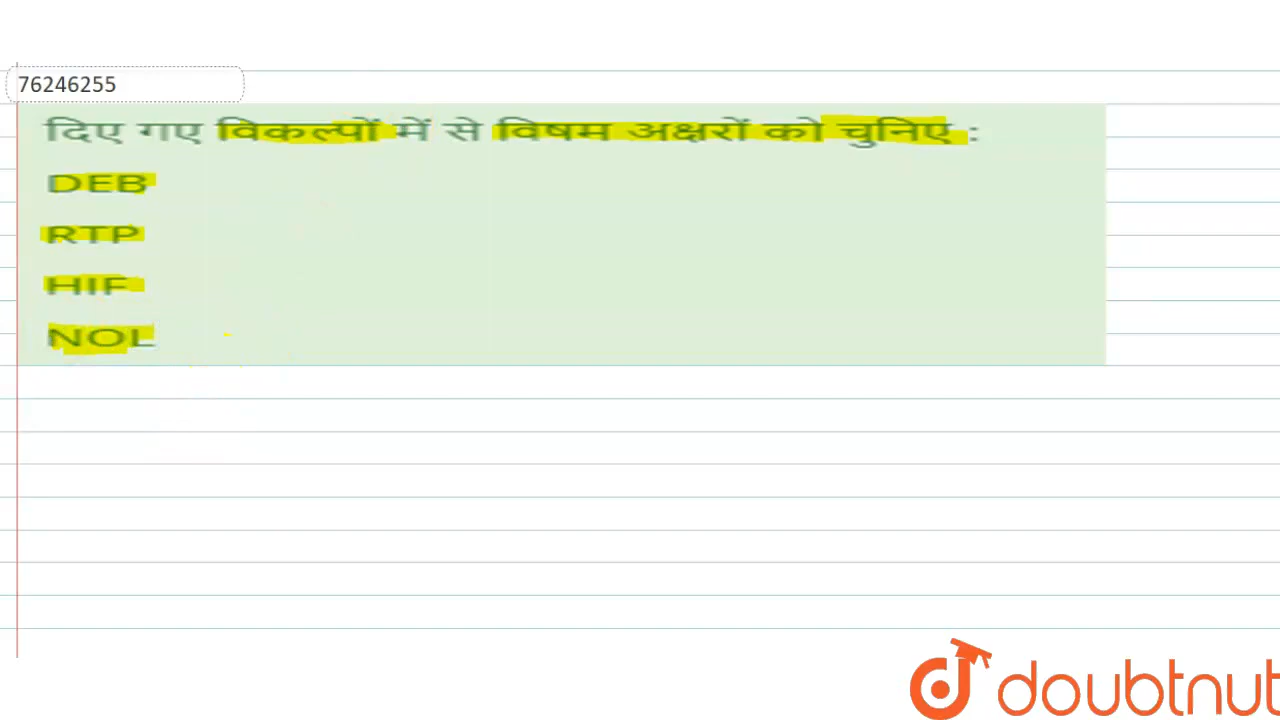 76246255
दिए गए विकल्पों में से विषम अक्षरों को चुनिए :
DEB
RTP
HIF
NOL
doubtnut